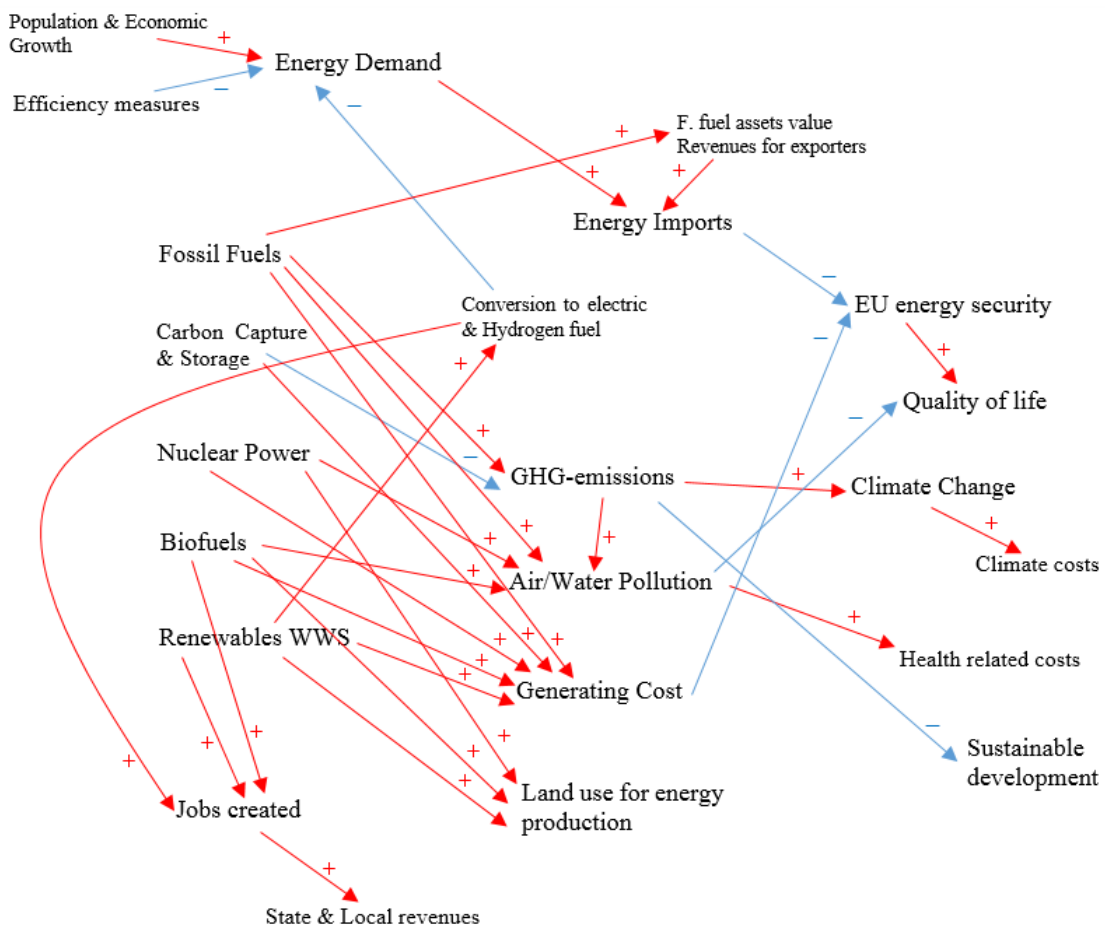 Population & Economic
Growth
+
Energy Demand
−
Efficiency measures
−
+
F. fuel assets value
Revenues for exporters
+
+
Energy Imports
Fossil Fuels
−
EU energy security
Conversion to electric
& Hydrogen fuel
Carbon Capture
& Storage
−
+
+
Quality of life
−
+
Nuclear Power
−
GHG-emissions
+
Climate Change
+
+
+
Climate costs
Biofuels
+
+
Air/Water Pollution
+
Renewables WWS
+
+
+
+
+
Health related costs
Generating Cost
+
+
+
+
−
Sustainable
development
+
+
Land use for energy
production
Jobs created
+
State & Local revenues